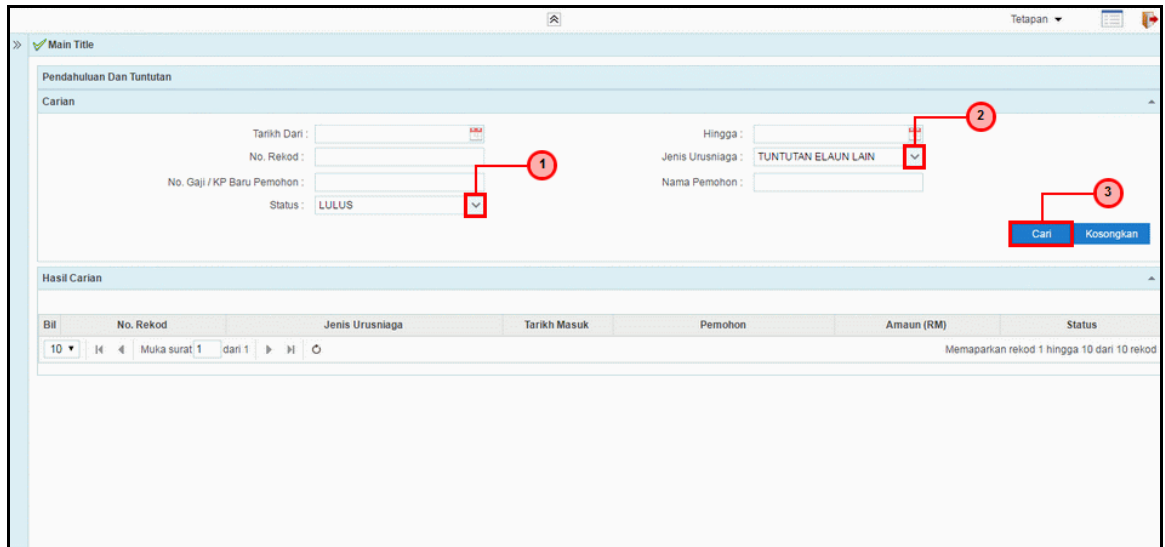 Tetapan
Main Title
Pendahuluan Dan Tuntutan
Carian
Tarikh Dari :
Hingga :
2
No. Rekod :
1
Jenis Urusniaga : TUNTUTAN ELAUN LAIN
No. Gaji / KP Baru Pemohon :
Nama Pemohon :
3
Status : LULUS
Cari Kosongkan
Hasil Carian
Bil No. Rekod Jenis Urusniaga Tarikh Masuk Pemohon Amaun (RM) Status
10 Muka surat 1 dari 1 Memaparkan rekod 1 hingga 10 dari 10 rekod